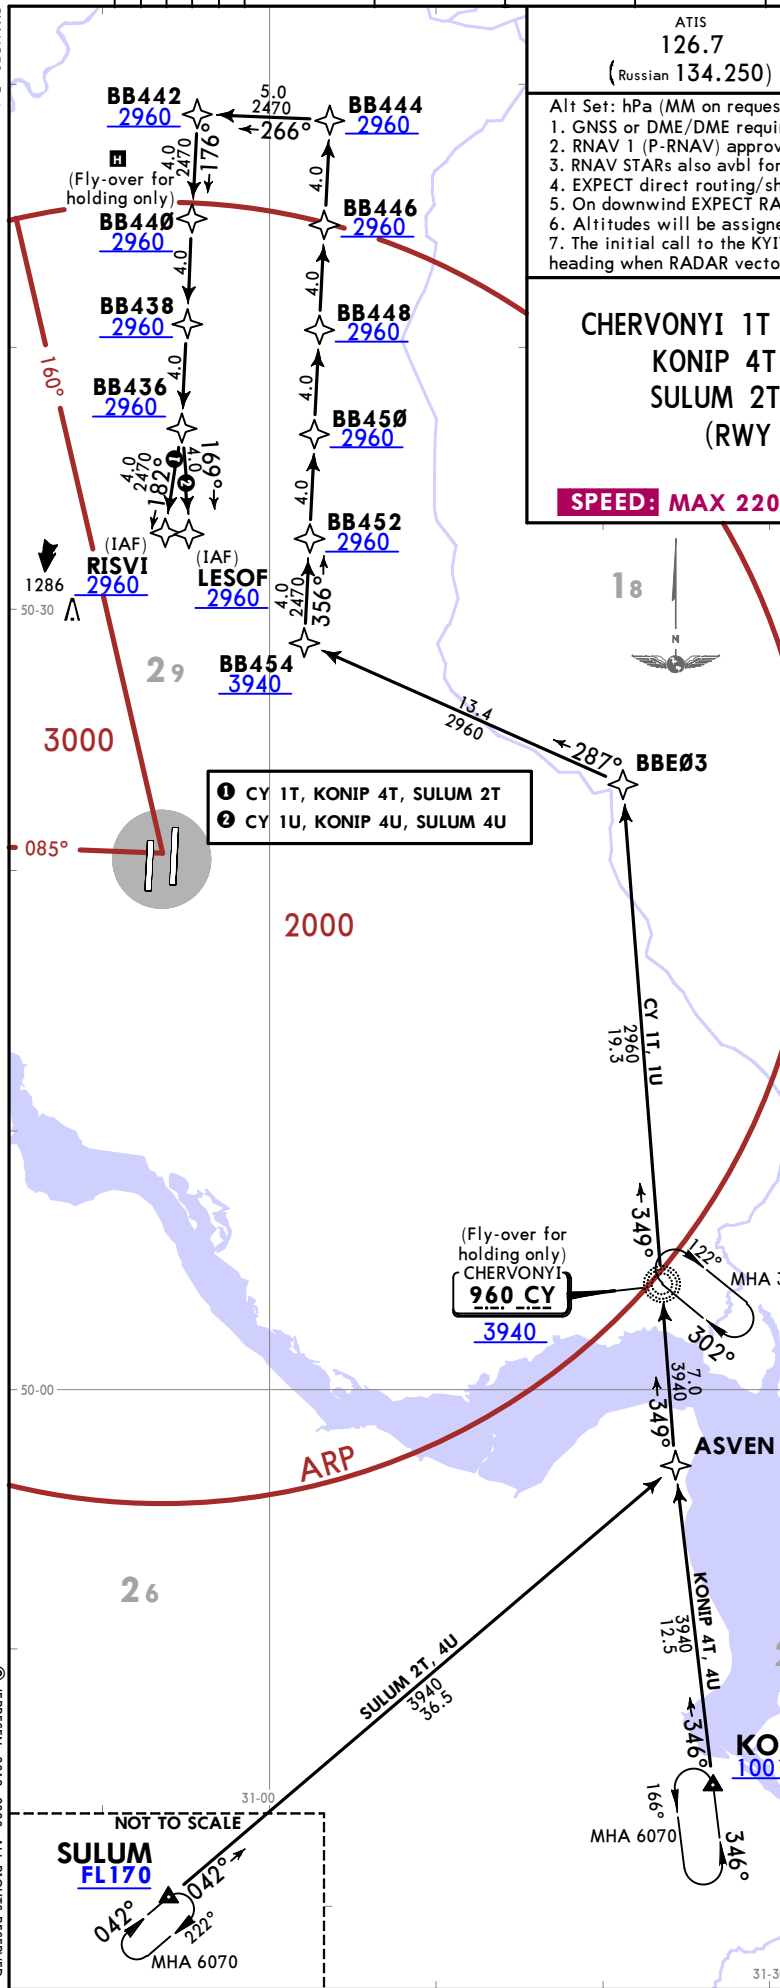 ATIS
126.7
(Russian 134.250)
Alt Set: hPa (MM on reques
1. GNSS or DME/DME requi
2. RNAV 1 (P-RNAV) approv
3. RNAV STARs also avbl for
4. EXPECT direct routing/sh
5. On downwind EXPECT RA
6. Altitudes will be assigne
7. The initial call to the KYI
heading when RADAR vecto
CHERVONYI 1T
KONIP 4T
SULUM 2T
(RWY
SPEED: MAX 220
BB442
2960
5.0
2470
266°
BB444
2960
4.0
2470
176°
H
(Fly-over for
holding only)
BB44Ø
2960
4.0
BB446
2960
4.0
BB438
2960
4.0
BB448
2960
4.0
160°
BB436
2960
BB45Ø
2960
4.0
4.0
2470
182°
1
4.0
169°
2
BB452
2960
(IAF)
RISVI
2960
(IAF)
LESOF
2960
4.0
2470
356°
1286
50-30
29
18
N
BB454
3940
13.4
2960
287°
BBEØ3
3000
1 CY 1T, KONIP 4T, SULUM 2T
2 CY 1U, KONIP 4U, SULUM 4U
085°
2000
CY 1T, 1U
2960
19.3
349°
(Fly-over for
holding only)
CHERVONYI
960 CY
3940
122°
MHA 3
302°
7.0
3940
349°
50-00
ASVEN
ARP
26
KONIP 4T, 4U
3940
12.5
346°
SULUM 2T, 4U
3940
36.5
KO
100
166°
MHA 6070
346°
31-00
NOT TO SCALE
SULUM
FL170
042°
042°
222°
MHA 6070
31-3